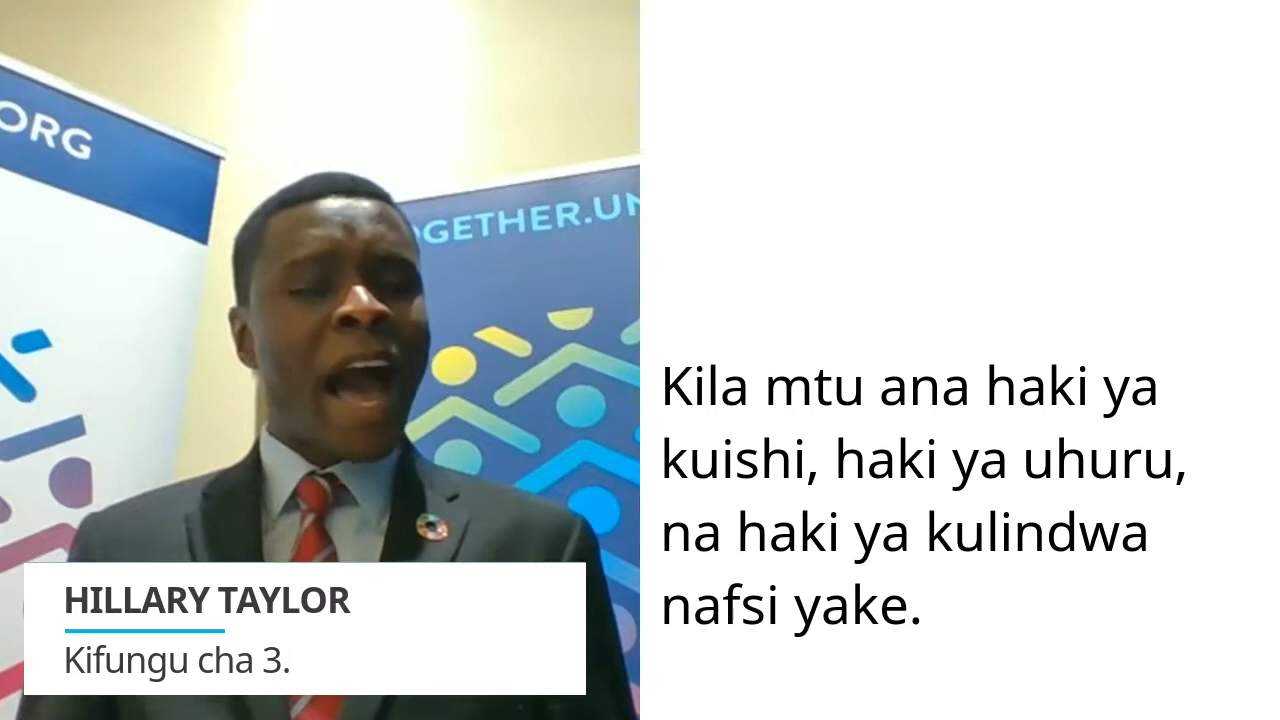 ORG
OGETHER.UN
HILLARY TAYLOR
Kifungu cha 3.
Kila mtu ana haki ya
kuishi, haki ya uhuru,
na haki ya kulindwa
nafsi yake.